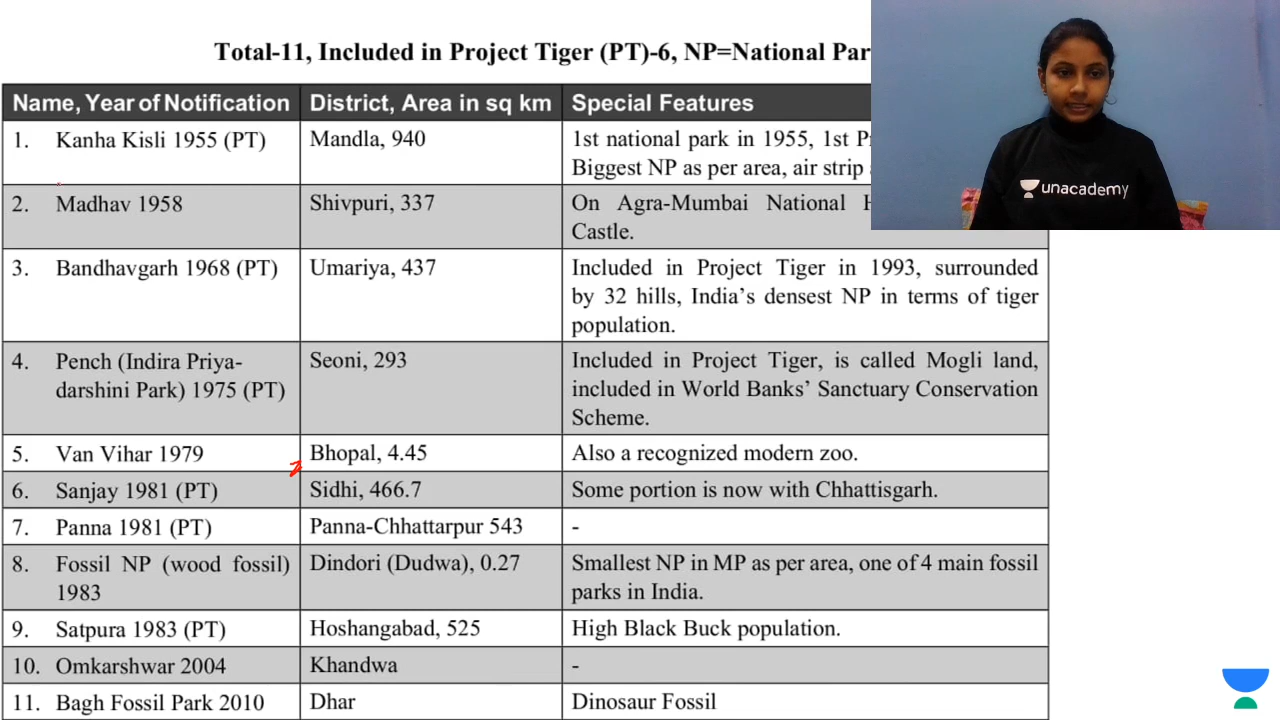 Total-11, Included in Project Tiger (PT)-6, NP=National
Name, Year of Notification District, Area in sq km Special Features
1. Kanha Kisli 1955 (PT) Mandla, 940 1st national park in 1955, 1st
Biggest NP as per area, air strip
2. Madhav 1958 Shivpuri, 337 On Agra-Mumbai National
Castle.
3. Bandhavgarh 1968 (PT) Umariya, 437 Included in Project Tiger in 1993, surrounded
by 32 hills, India's densest NP in terms of tiger
population.
4. Pench (Indira Priya- Seoni, 293 Included in Project Tiger, is called Mogli land,
darshini Park) 1975 (PT) included in World Banks' Sanctuary Conservation
Scheme.
5. Van Vihar 1979 Bhopal, 4.45 Also a recognized modern zoo.
6. Sanjay 1981 (PT) Sidhi, 466.7 Some portion is now with Chhattisgarh.
7. Panna 1981 (PT) Panna-Chhattarpur 543 -
8. Fossil NP (wood fossil) Dindori (Dudwa), 0.27 Smallest NP in MP as per area, one of 4 main fossil
1983 parks in India.
9. Satpura 1983 (PT) Hoshangabad, 525 High Black Buck population.
10. Omkarshwar 2004 Khandwa -
11. Bagh Fossil Park 2010 Dhar Dinosaur Fossil
unacademy